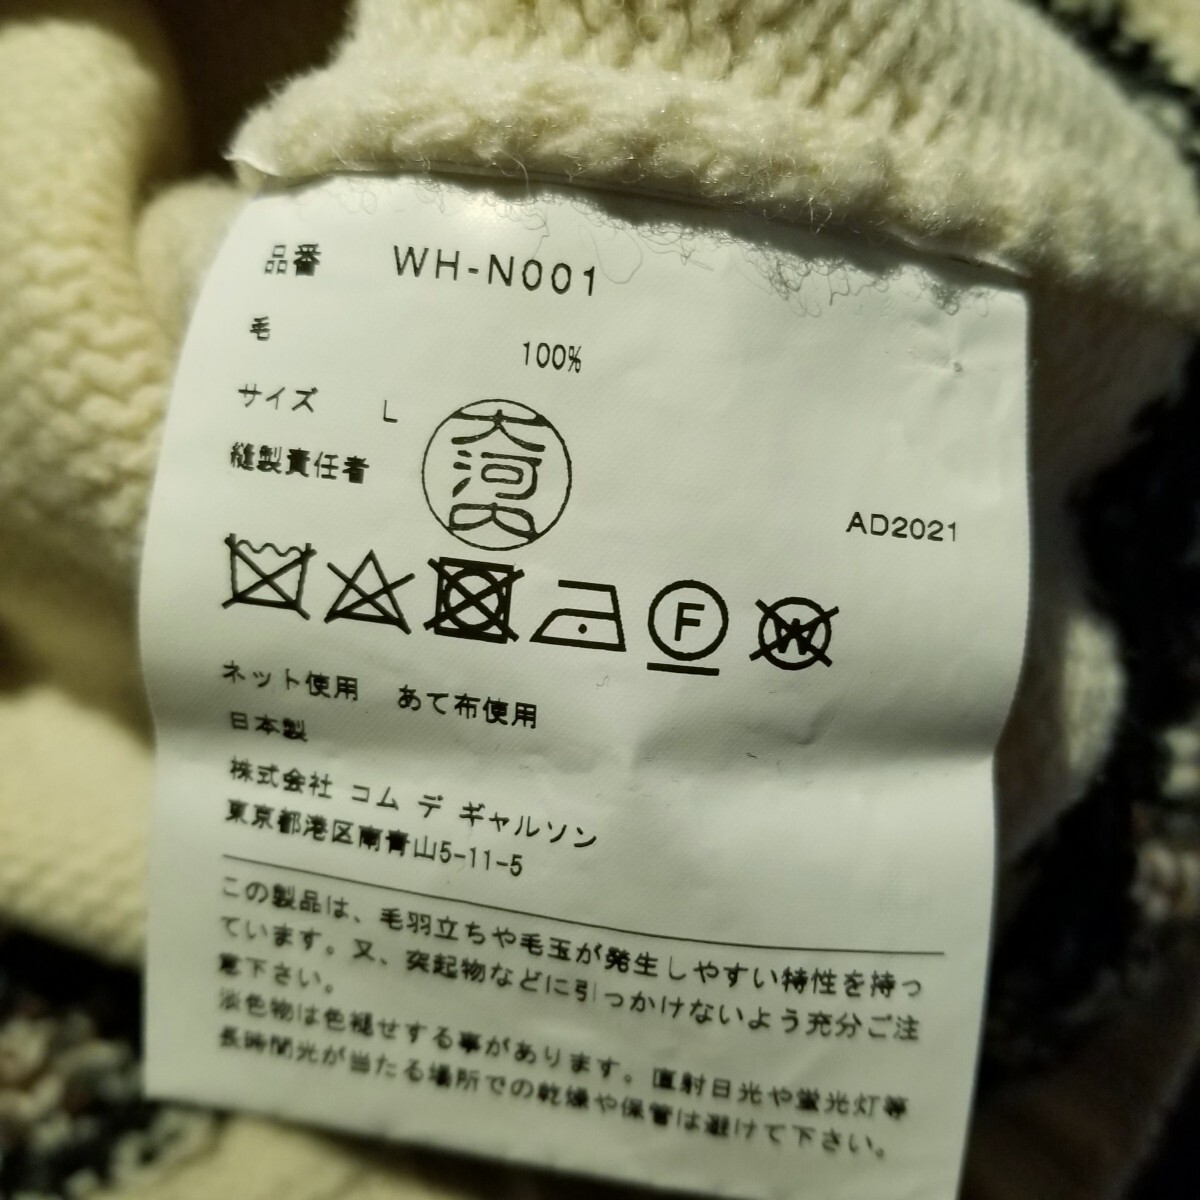 品番 WH-N001
毛 100%
サイズ L
縫製責任者
大河内
AD2021
F
W
ネット使用 あて布使用
日本製
株式会社 コム デ ギャルソン
東京都港区南青山5-11-5
この製品は、毛羽立ちや毛玉が発生しやすい特性を持っ
ています。又、突起物などに引っかけないよう充分ご注
意下さい。
淡色物は色褪せする事があります。直射日光や蛍光灯等
長時間光が当たる場所での乾燥や保管は避けて下さい。